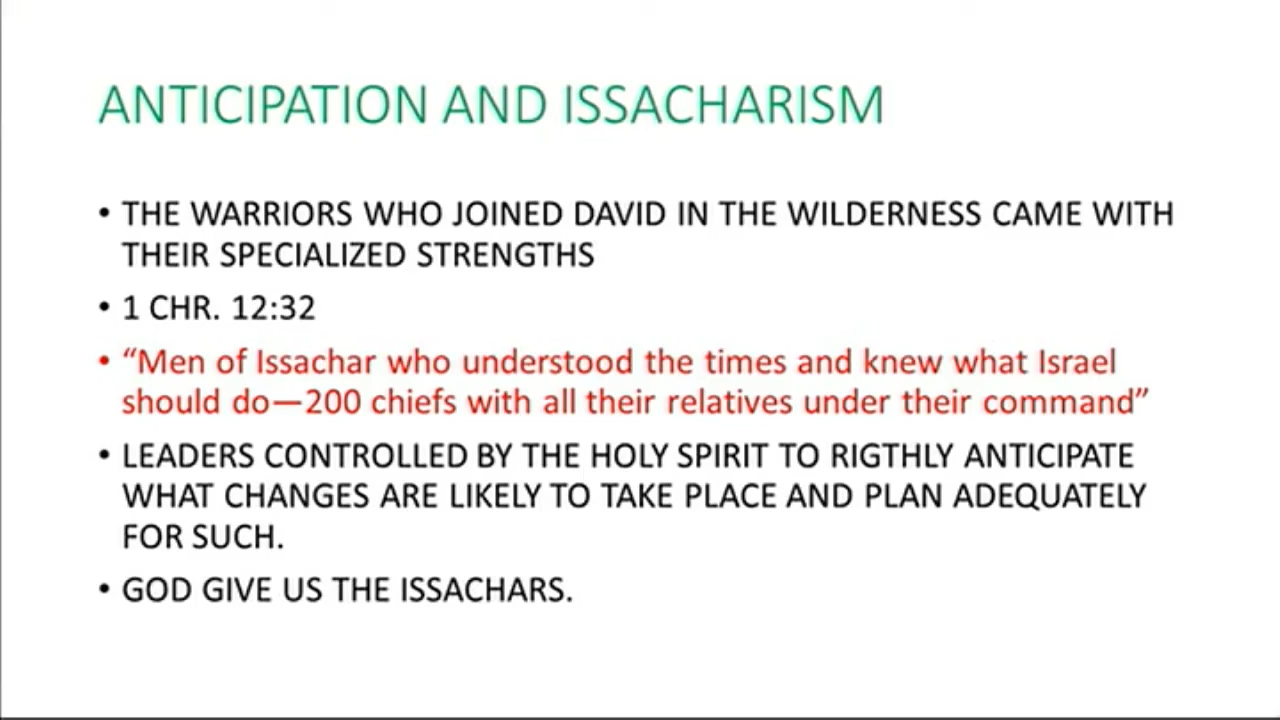 ANTICIPATION AND ISSACHARISM
• THE WARRIORS WHO JOINED DAVID IN THE WILDERNESS CAME WITH
THEIR SPECIALIZED STRENGTHS
• 1 CHR. 12:32
• “Men of Issachar who understood the times and knew what Israel
should do—200 chiefs with all their relatives under their command”
• LEADERS CONTROLLED BY THE HOLY SPIRIT TO RIGTHLY ANTICIPATE
WHAT CHANGES ARE LIKELY TO TAKE PLACE AND PLAN ADEQUATELY
FOR SUCH.
• GOD GIVE US THE ISSACHARS.